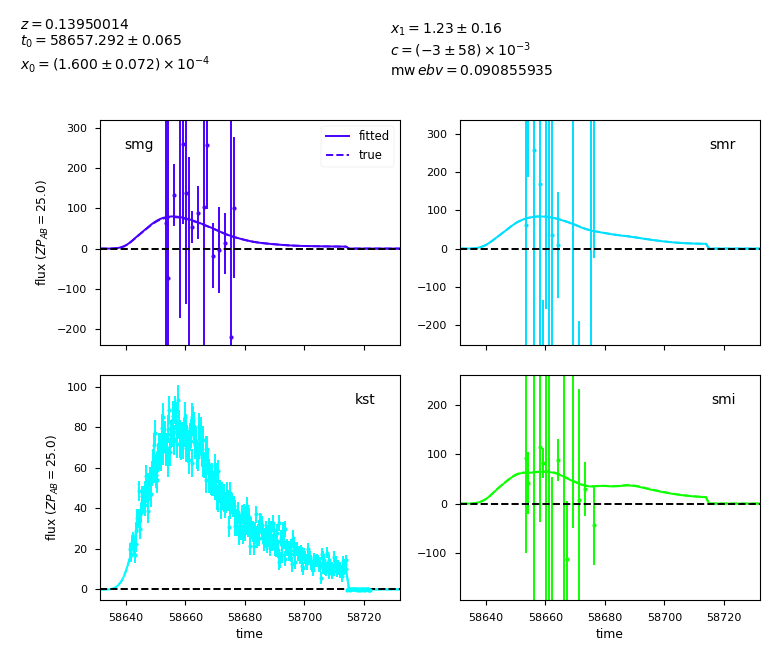 z = 0.13950014
t₀ = 58657.292 ± 0.065
x₀ = (1.600 ± 0.072) × 10⁻⁴
x₁ = 1.23 ± 0.16
c = (−3 ± 58) × 10⁻³
mw ebv = 0.090855935
smg
fitted
true
300
200
100
0
−100
−200
flux (ZP_AB = 25.0)
smr
300
200
100
0
−100
−200
kst
100
80
60
40
20
0
flux (ZP_AB = 25.0)
58640 58660 58680 58700 58720
time
smi
200
100
0
−100
58640 58660 58680 58700 58720
time